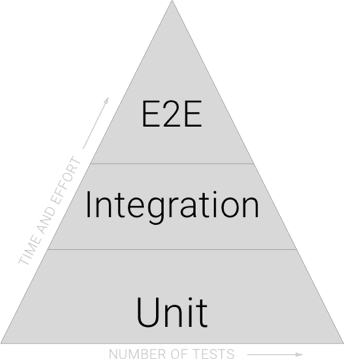 E2E
Integration
Unit
TIME AND EFFORT
NUMBER OF TESTS